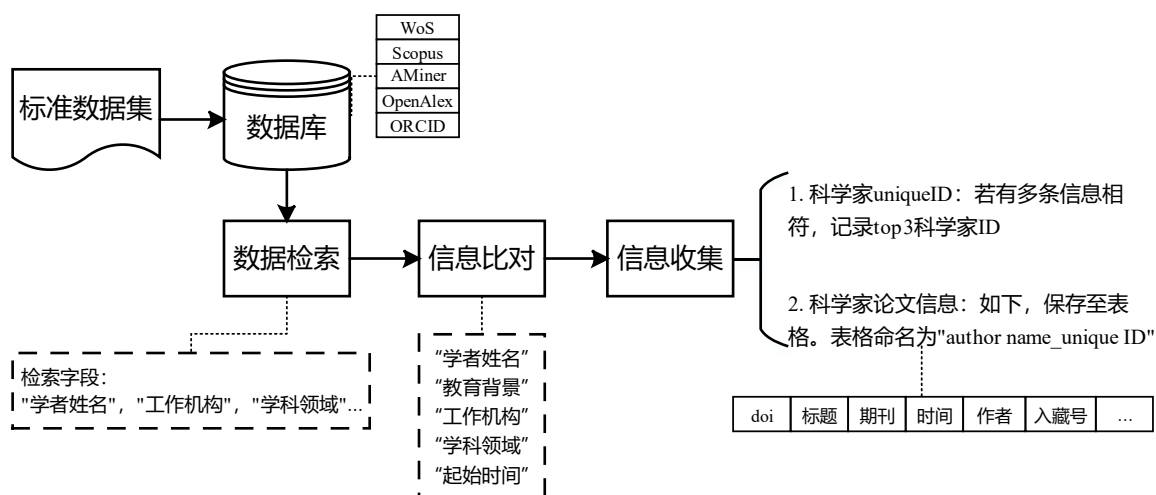 WoS
Scopus
AMiner
OpenAlex
ORCID
标准数据集
数据库
数据检索
信息比对
信息收集
1. 科学家uniqueID：若有多条信息相
符，记录top3科学家ID
2. 科学家论文信息：如下，保存至表
格。表格命名为"author name_unique ID"
检索字段：
"学者姓名"，"工作机构"，"学科领域"...
“学者姓名”
“教育背景”
“工作机构”
“学科领域”
“起始时间”
doi 标题 期刊 时间 作者 入藏号 ...